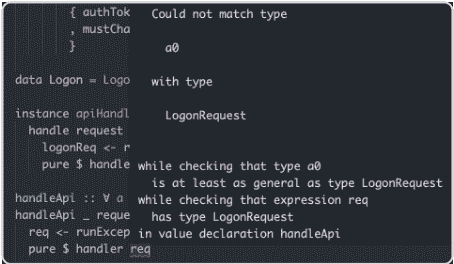 { authTok
, mustCha
}
data Logon = Logo
instance apiHandl
handle request
logonReq <- r
pure $ handle
handleApi :: ∀ a
handleApi _ reque
req <- runExcep
pure $ handler req
Could not match type
a0
with type
LogonRequest
while checking that type a0
is at least as general as type LogonRequest
while checking that expression req
has type LogonRequest
in value declaration handleApi